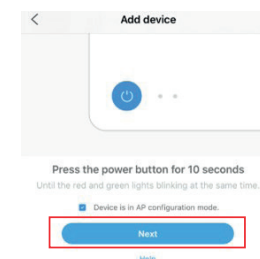 Add device
Press the power button for 10 seconds
Until the red and green lights blinking at the same time.
Device is in AP configuration mode.
Next
Help